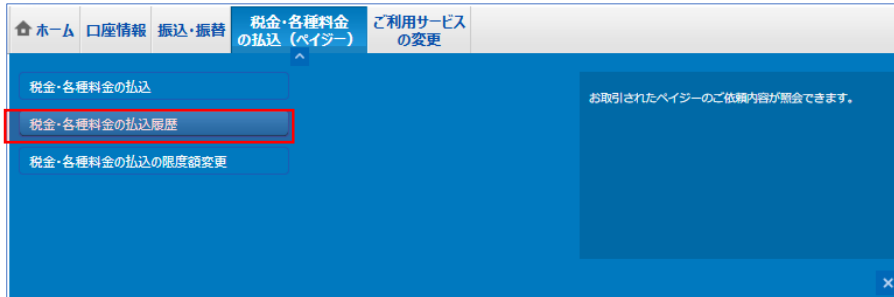 ホーム
口座情報
振込・振替
税金・各種料金
の払込（ペイジー）
ご利用サービス
の変更
税金・各種料金の払込
お取引されたペイジーのご依頼内容が照会できます。
税金・各種料金の払込履歴
税金・各種料金の払込の限度額変更